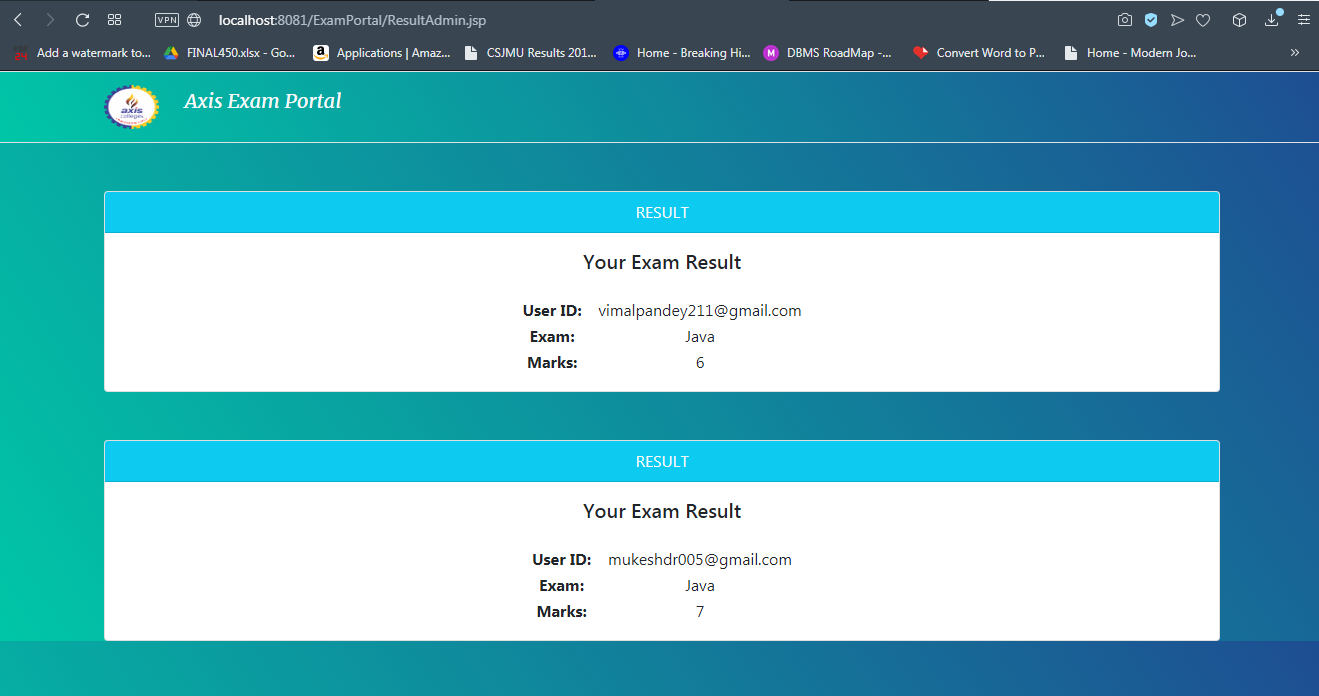 VPN localhost:8081/ExamPortal/ResultAdmin.jsp
Add a watermark to... FINAL450.xlsx - Go... Applications | Amaz... CSJMU Results 201... Home - Breaking Hi... M DBMS RoadMap -... Convert Word to P... Home - Modern Jo... »
axis
colleges
Axis Exam Portal
RESULT
Your Exam Result
User ID: vimalpandey211@gmail.com
Exam: Java
Marks: 6
RESULT
Your Exam Result
User ID: mukeshdr005@gmail.com
Exam: Java
Marks: 7